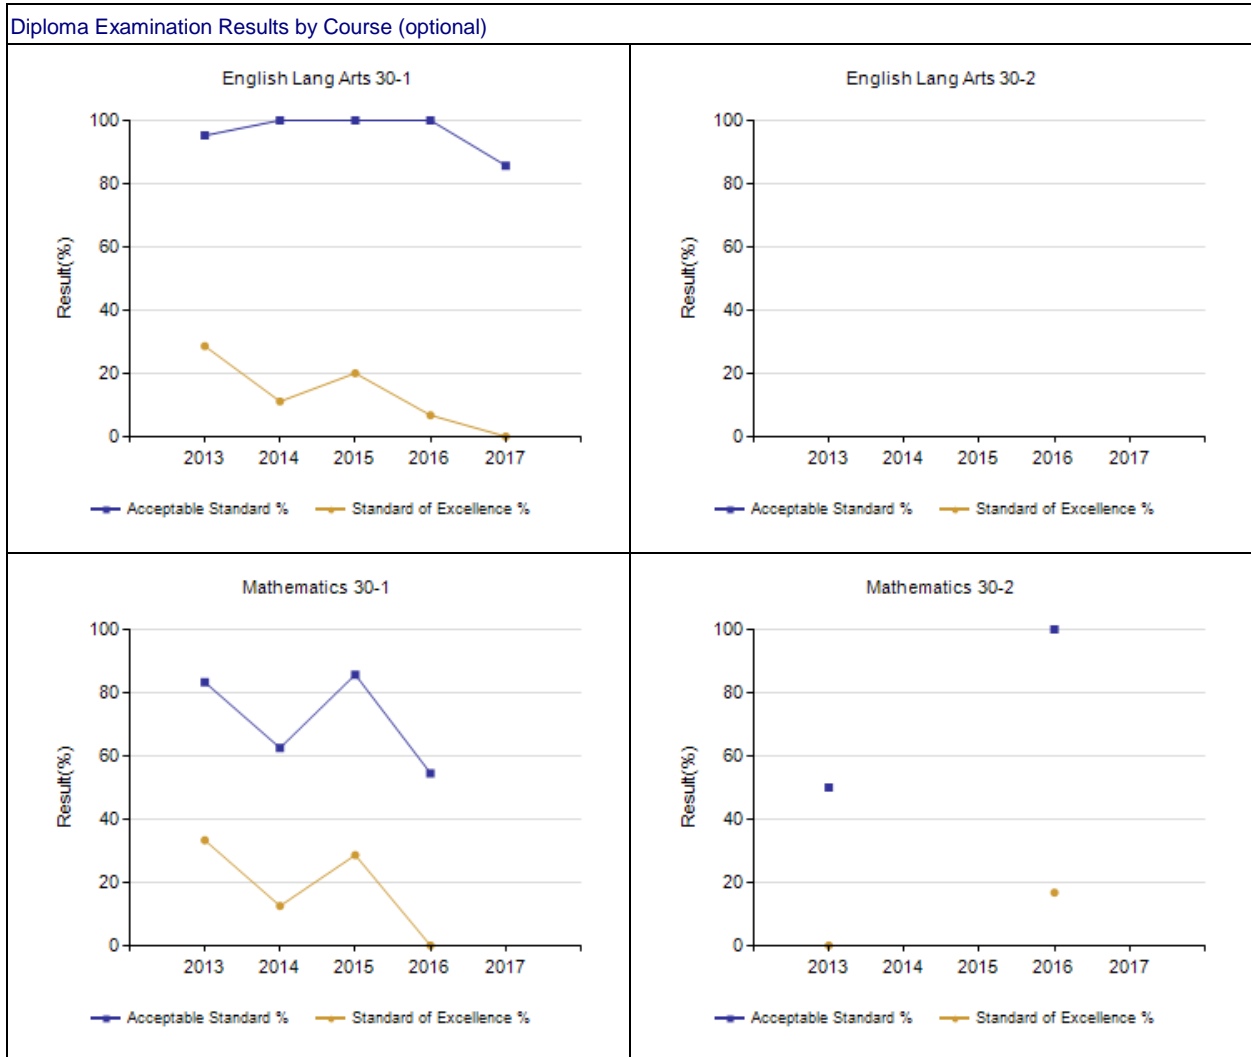 Diploma Examination Results by Course (optional)
English Lang Arts 30-1
100
80
60
40
20
0
Result(%)
2013 2014 2015 2016 2017
Acceptable Standard % Standard of Excellence %
English Lang Arts 30-2
100
80
60
40
20
0
Result(%)
2013 2014 2015 2016 2017
Acceptable Standard % Standard of Excellence %
Mathematics 30-1
100
80
60
40
20
0
Result(%)
2013 2014 2015 2016 2017
Acceptable Standard % Standard of Excellence %
Mathematics 30-2
100
80
60
40
20
0
Result(%)
2013 2014 2015 2016 2017
Acceptable Standard % Standard of Excellence %